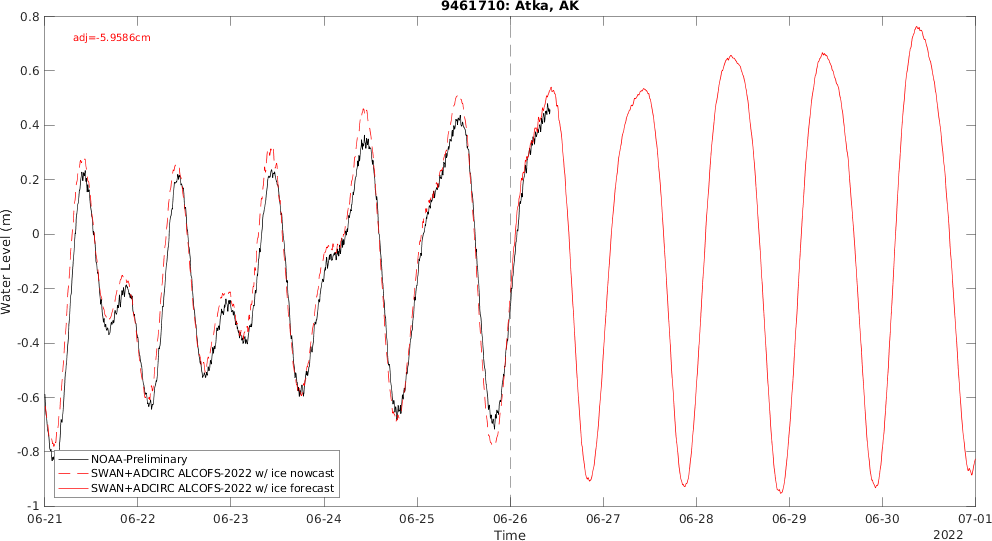 9461710: Atka, AK
adj=-5.9586cm
0.8
0.6
0.4
0.2
0
-0.2
-0.4
-0.6
-0.8
-1
Water Level (m)
NOAA-Preliminary
SWAN+ADCIRC ALCOFS-2022 w/ ice nowcast
SWAN+ADCIRC ALCOFS-2022 w/ ice forecast
06-21 06-22 06-23 06-24 06-25 06-26 06-27 06-28 06-29 06-30 07-01
Time
2022